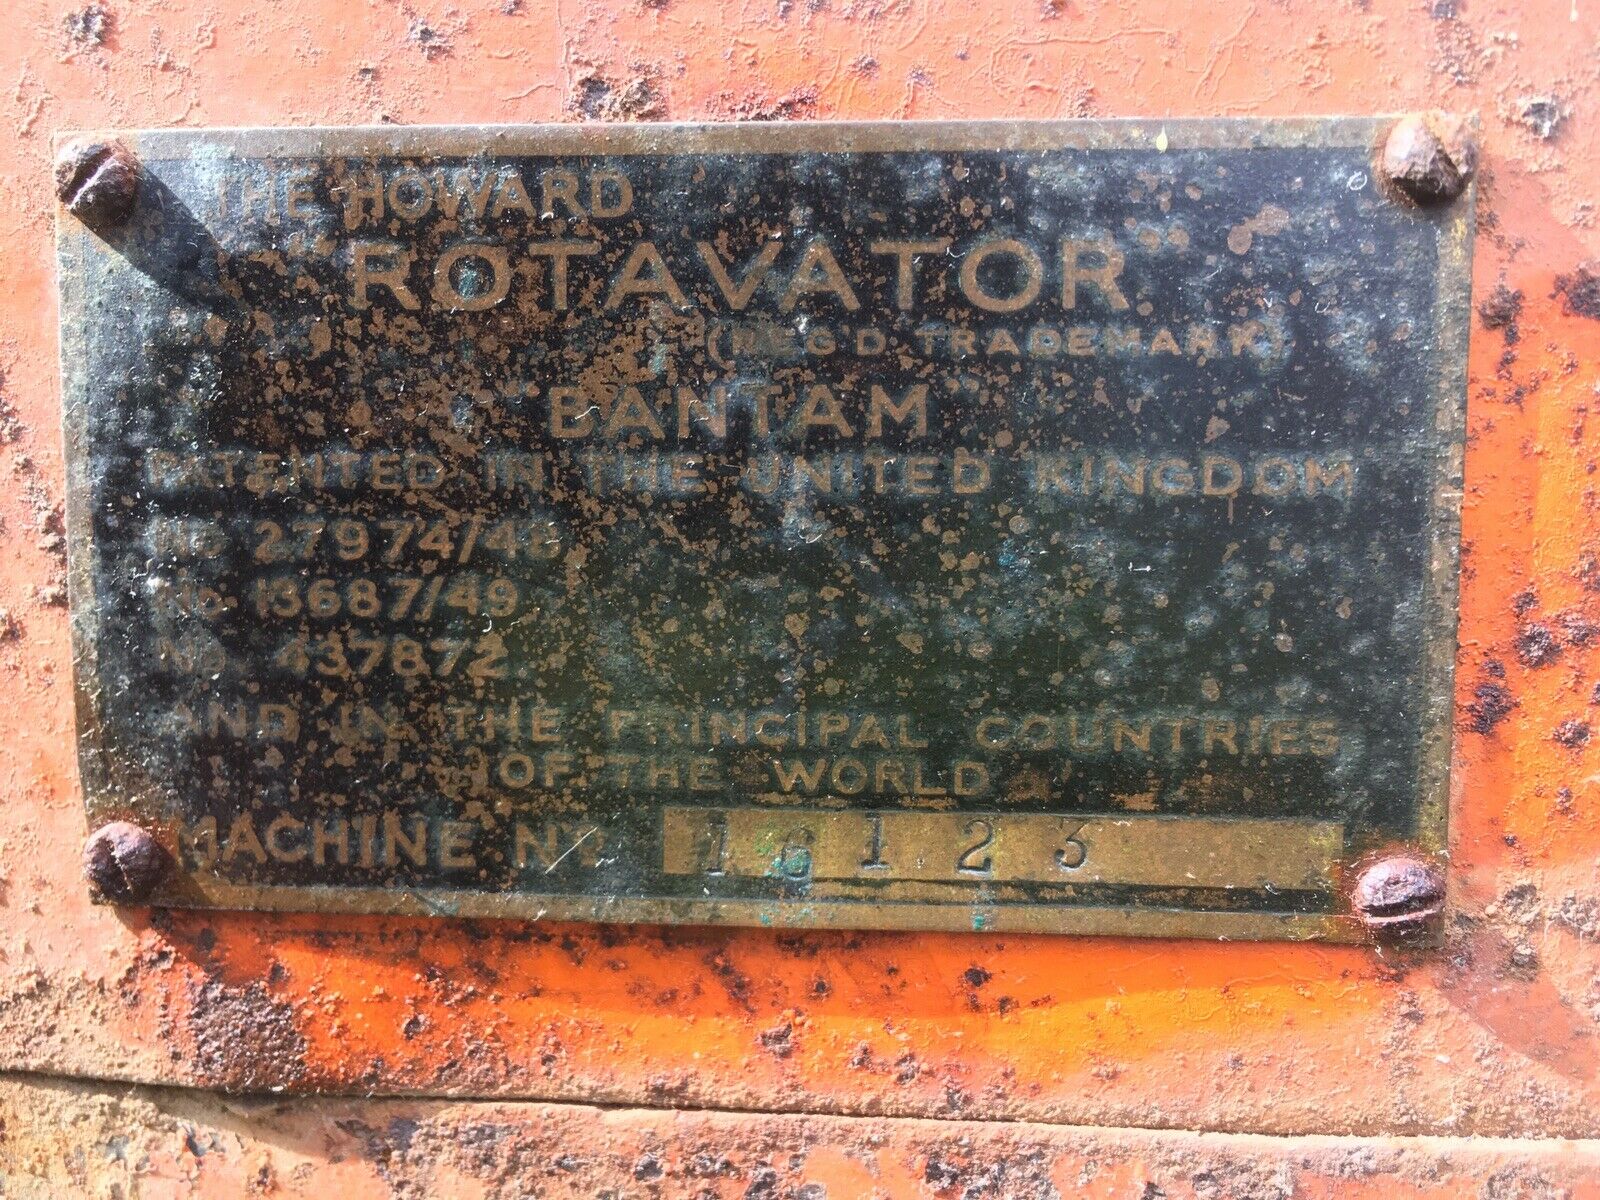 THE HOWARD
"ROTAVATOR"
(REGD. TRADEMARK)
"BANTAM"
PATENTED IN THE UNITED KINGDOM
No. 27974/48
No. 13687/49
No. 437872
AND IN THE PRINCIPAL COUNTRIES
OF THE WORLD
MACHINE No. 16123